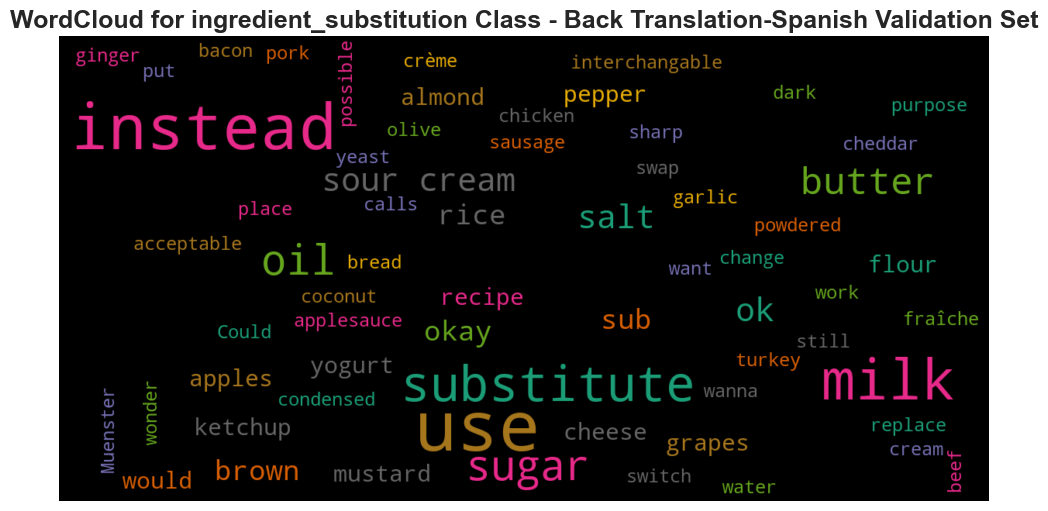 WordCloud for ingredient_substitution Class - Back Translation-Spanish Validation Set
ginger
put
bacon
pork
possible
crème
interchangable
instead
almond
pepper
dark
purpose
olive
chicken
sausage
sharp
cheddar
yeast
sour cream
swap
butter
place
calls
rice
salt
garlic
powdered
acceptable
oil
bread
want
change
flour
coconut
recipe
work
applesauce
sub
ok
fraîche
Could
okay
still
yogurt
turkey
apples
substitute
milk
condensed
wanna
Muenster
wonder
ketchup
use
cheese
replace
grapes
cream
would
brown
mustard
sugar
switch
water
beef